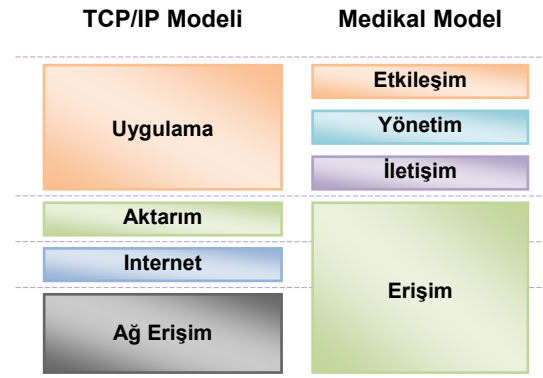 TCP/IP Modeli
Medikal Model
Uygulama
Etkileşim
Yönetim
İletişim
Aktarım
Internet
Ağ Erişim
Erişim